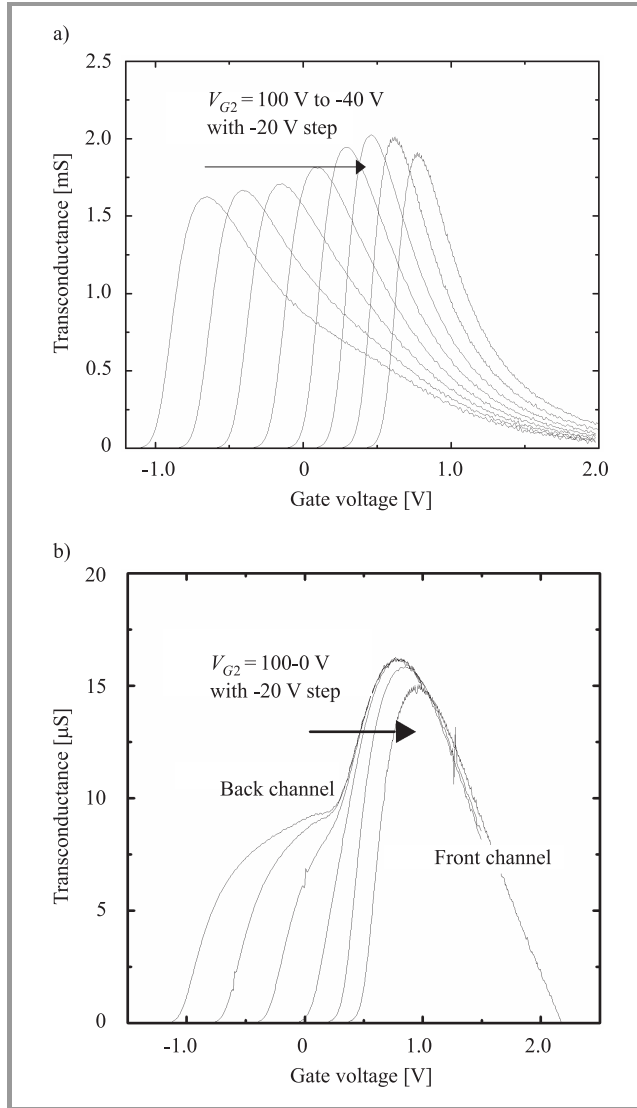 a)
2.5
V_G2 = 100 V to -40 V
with -20 V step
2.0
1.5
1.0
0.5
0
Transconductance [mS]
-1.0 0 1.0 2.0
Gate voltage [V]
b)
20
V_G2 = 100-0 V
with -20 V step
15
10
5
0
Transconductance [μS]
Back channel
Front channel
-1.0 0 1.0 2.0
Gate voltage [V]